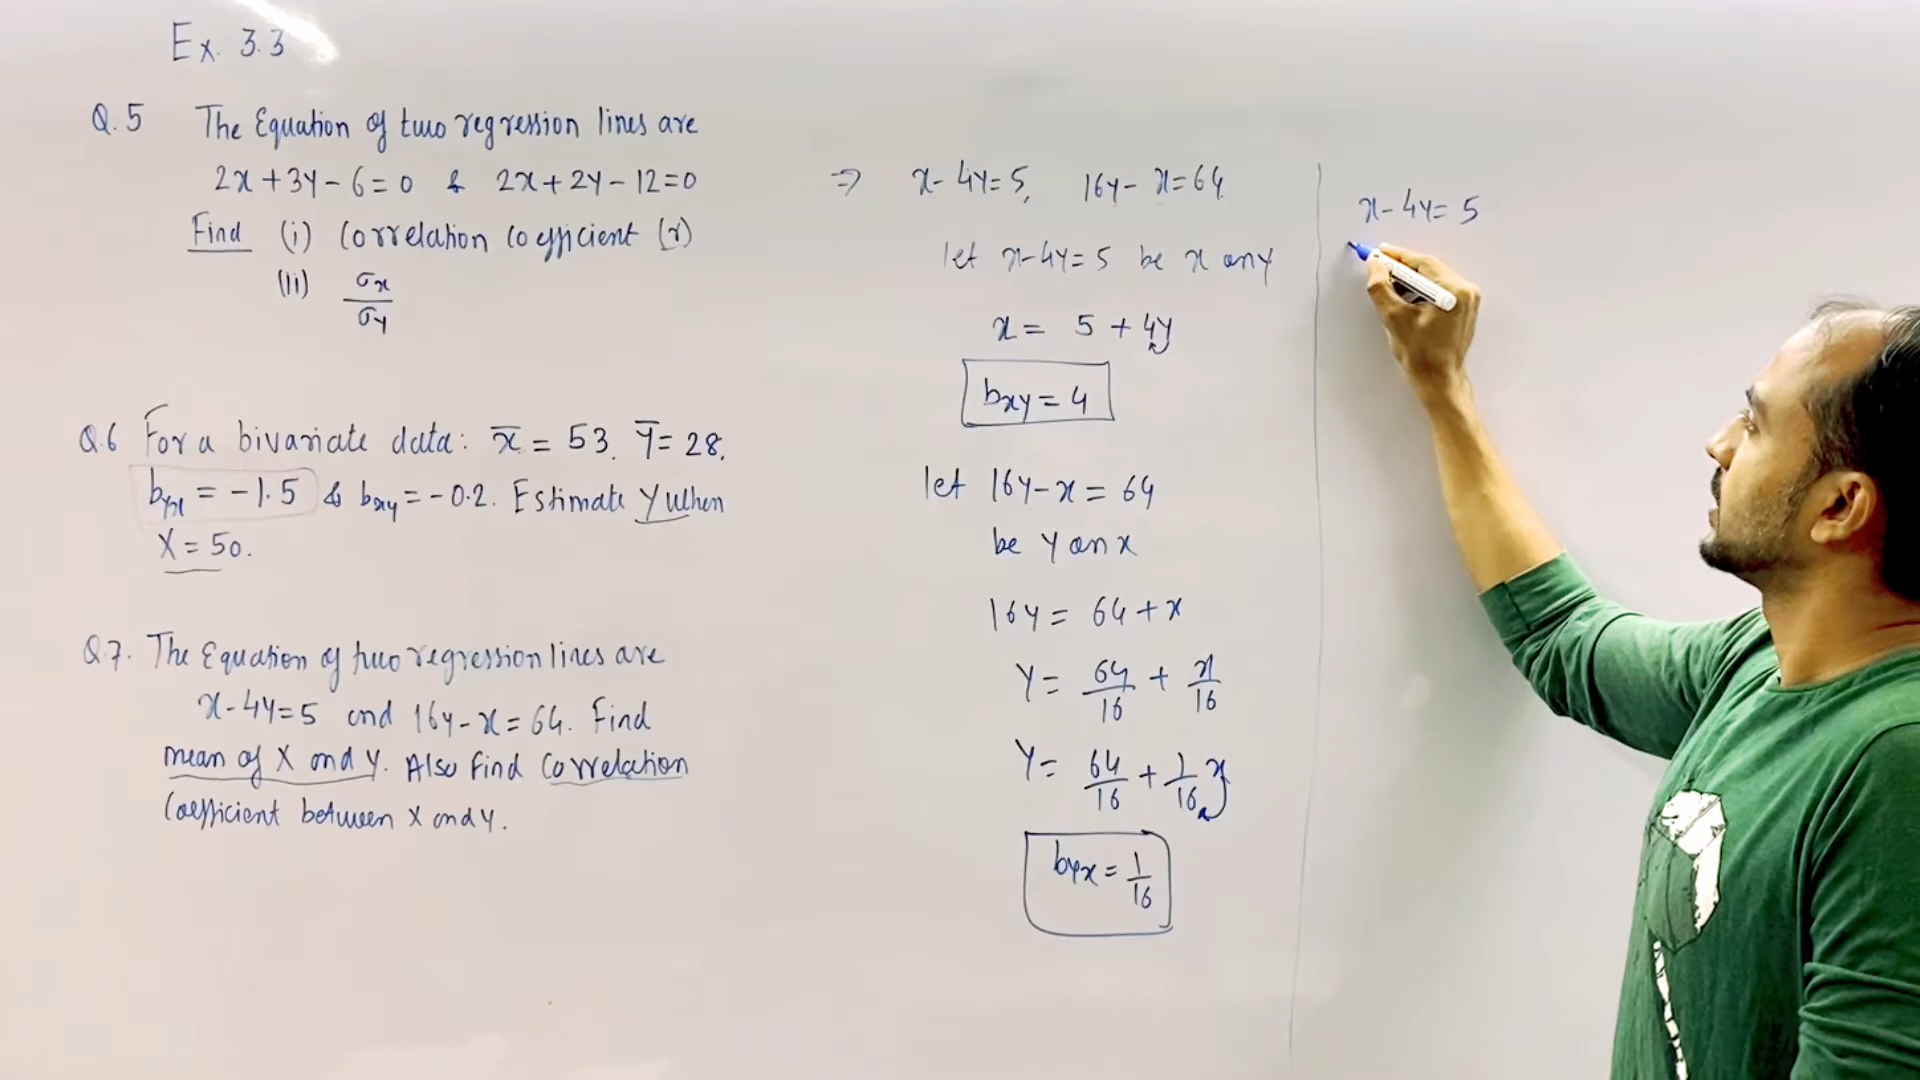 Ex. 3.3
Q.5 The Equation of two regression lines are
2x+3y-6=0 & 2x+2y-12=0
Find (i) Correlation Coefficient (r)
(ii) σx/σy
Q.6 For a bivariate data: x̅ = 53. Y̅= 28.
byx = -1.5 & bxy = -0.2. Estimate Y when
X = 50.
Q.7. The Equation of two regression lines are
x-4y=5 and 16y-x=64. Find
mean of X and Y. Also Find Correlation
Coefficient between X and Y.
⇒ x-4y=5, 16y-x=64
let x-4y=5 be x on y
x = 5 + 4y
bxy = 4
let 16y-x = 64
be Y on x
16y = 64 + x
Y = 64/16 + x/16
Y = 64/16 + 1/16 x
byx = 1/16
x-4y= 5